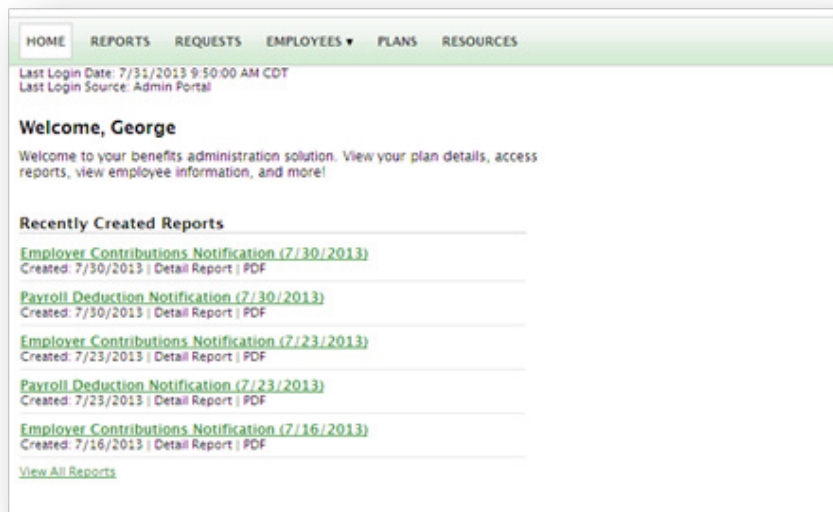 HOME REPORTS REQUESTS EMPLOYEES ▾ PLANS RESOURCES
Last Login Date: 7/31/2013 9:50:00 AM CDT
Last Login Source: Admin Portal
Welcome, George
Welcome to your benefits administration solution. View your plan details, access
reports, view employee information, and more!
Recently Created Reports
Employer Contributions Notification (7/30/2013)
Created: 7/30/2013 | Detail Report | PDF
Payroll Deduction Notification (7/30/2013)
Created: 7/30/2013 | Detail Report | PDF
Employer Contributions Notification (7/23/2013)
Created: 7/23/2013 | Detail Report | PDF
Payroll Deduction Notification (7/23/2013)
Created: 7/23/2013 | Detail Report | PDF
Employer Contributions Notification (7/16/2013)
Created: 7/16/2013 | Detail Report | PDF
View All Reports